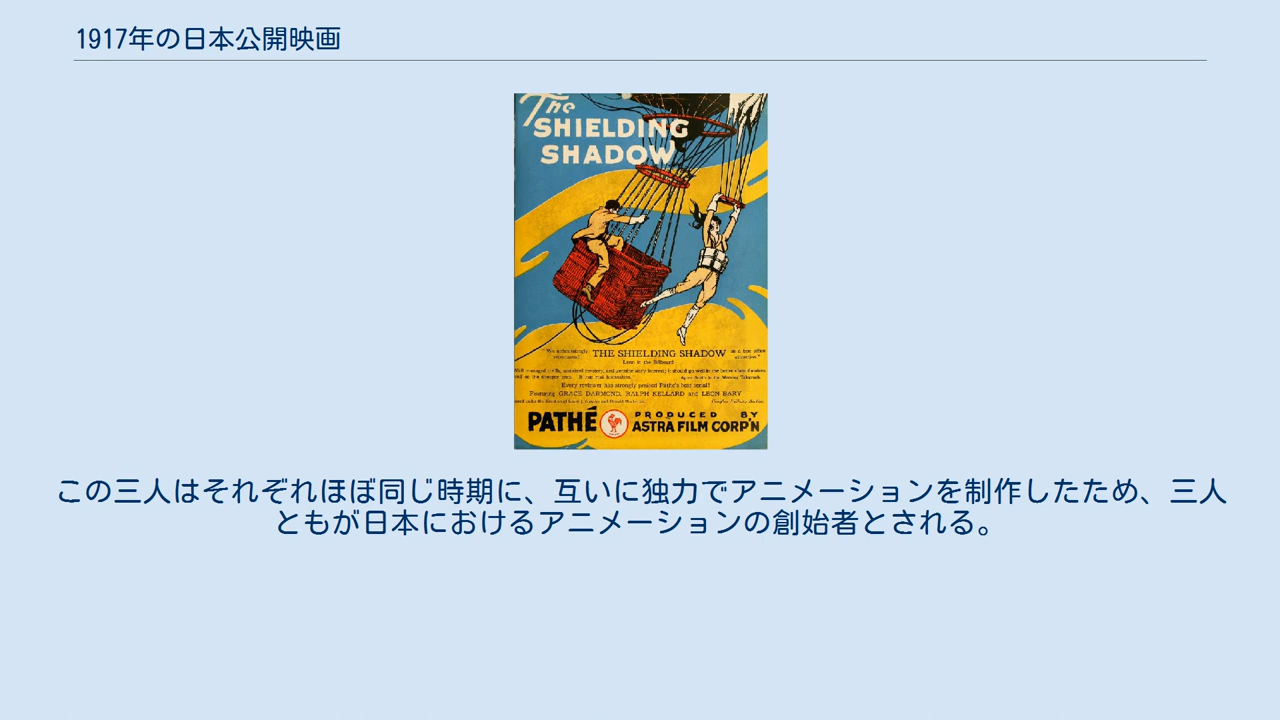 1917年の日本公開映画
The
SHIELDING
SHADOW
THE SHIELDING SHADOW
Every reviewer has strongly praised Pathé's best serial!
Featuring GRACE DARMOND, RALPH KELLARD and LEON BARY
PATHÉ
PRODUCED BY
ASTRA FILM CORP'N
この三人はそれぞれほぼ同じ時期に、互いに独力でアニメーションを制作したため、三人
ともが日本におけるアニメーションの創始者とされる。